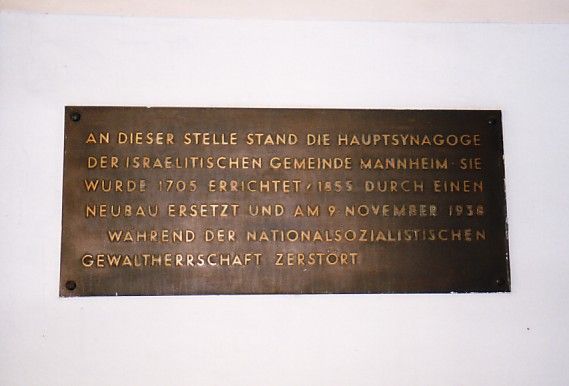 AN DIESER STELLE STAND DIE HAUPTSYNAGOGE
DER ISRAELITISCHEN GEMEINDE MANNHEIM · SIE
WURDE 1705 ERRICHTET, 1855 DURCH EINEN
NEUBAU ERSETZT UND AM 9·NOVEMBER 1938
WÄHREND DER NATIONALSOZIALISTISCHEN
GEWALTHERRSCHAFT ZERSTÖRT